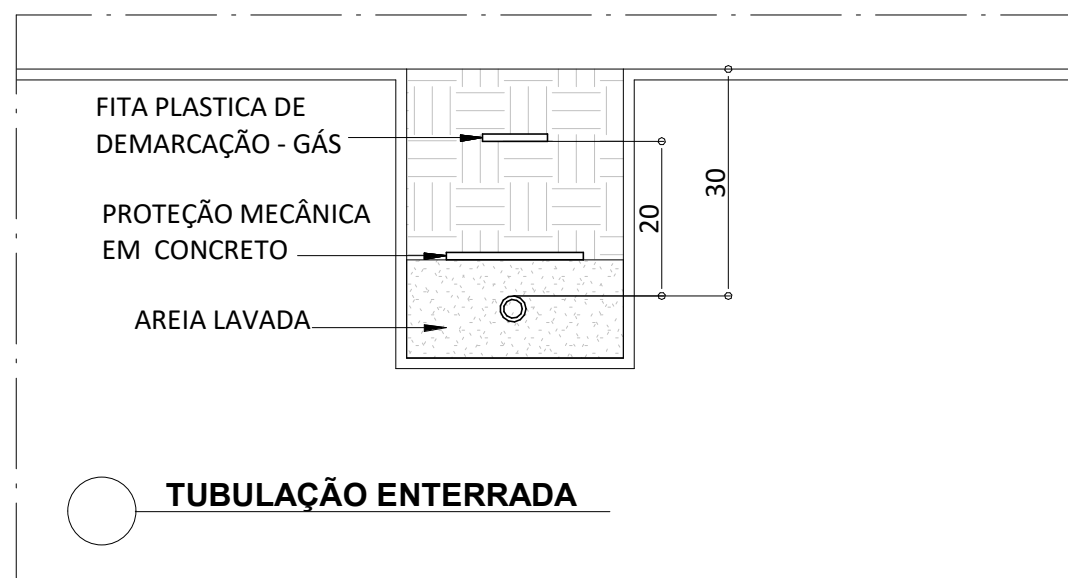 FITA PLASTICA DE
DEMARCAÇÃO - GÁS
PROTEÇÃO MECÂNICA
EM CONCRETO
AREIA LAVADA
20
30
TUBULAÇÃO ENTERRADA